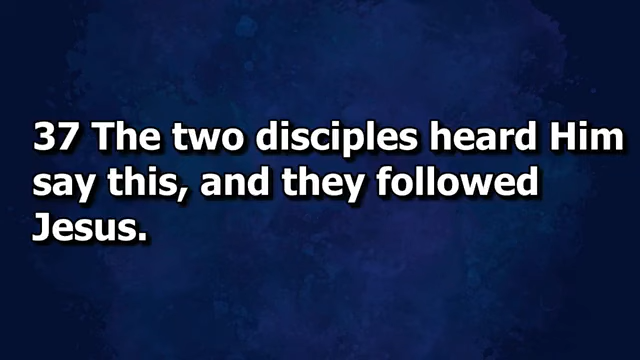 37 The two disciples heard Him
say this, and they followed
Jesus.